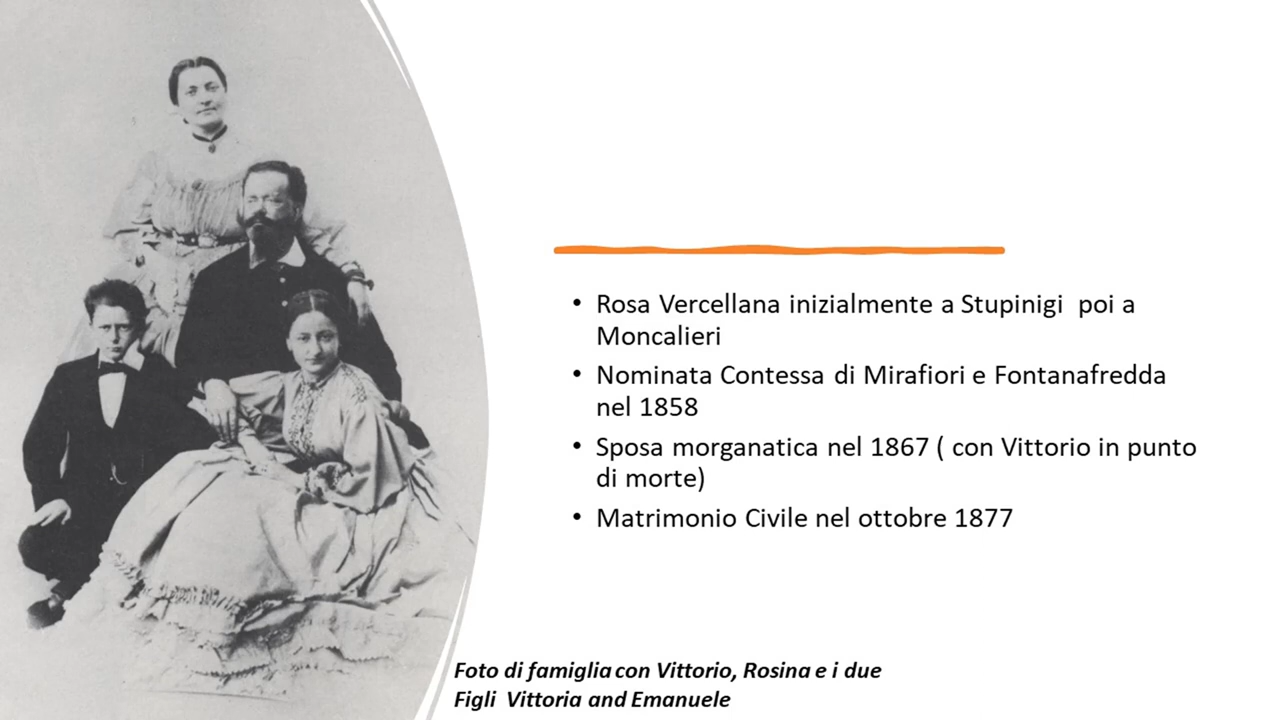 • Rosa Vercellana inizialmente a Stupinigi  poi a
Moncalieri
• Nominata Contessa di Mirafiori e Fontanafredda
nel 1858
• Sposa morganatica nel 1867 ( con Vittorio in punto
di morte)
• Matrimonio Civile nel ottobre 1877
Foto di famiglia con Vittorio, Rosina e i due
Figli  Vittoria and Emanuele